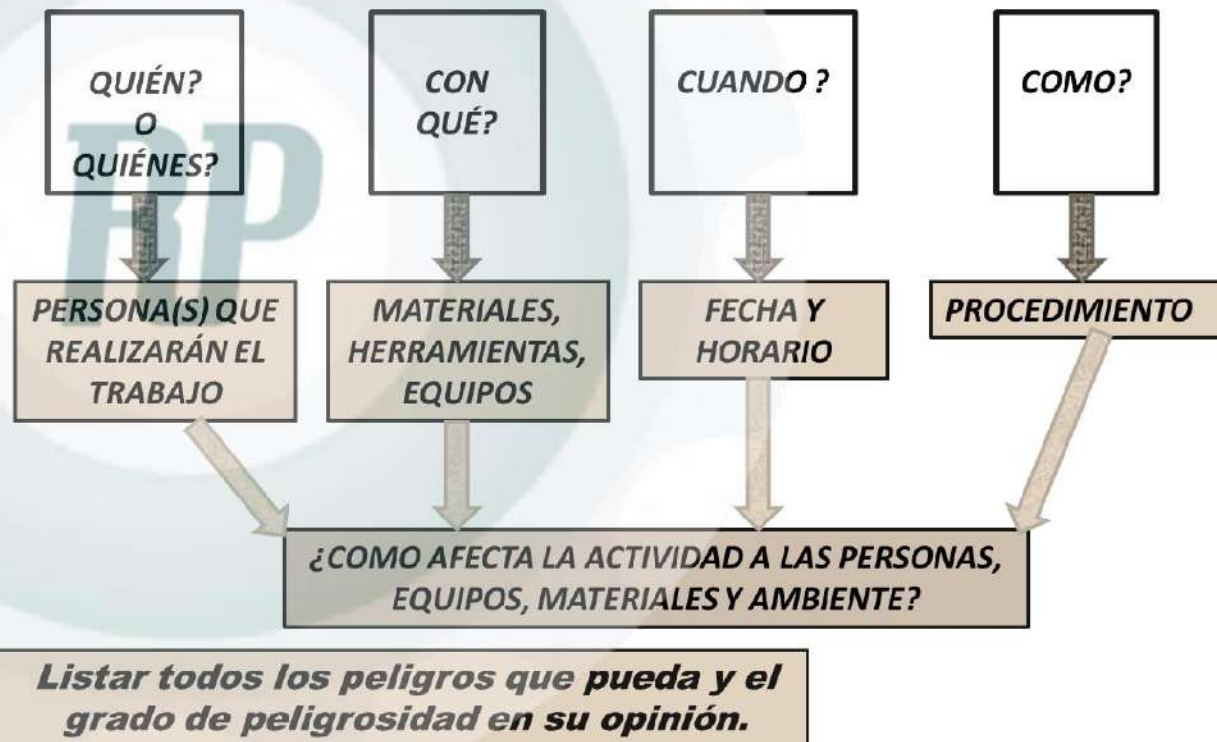 QUIÉN?
O
QUIÉNES?
CON
QUÉ?
CUANDO ?
COMO?
RP
PERSONA(S) QUE
REALIZARÁN EL
TRABAJO
MATERIALES,
HERRAMIENTAS,
EQUIPOS
FECHA Y
HORARIO
PROCEDIMIENTO
¿COMO AFECTA LA ACTIVIDAD A LAS PERSONAS,
EQUIPOS, MATERIALES Y AMBIENTE?
Listar todos los peligros que pueda y el
grado de peligrosidad en su opinión.